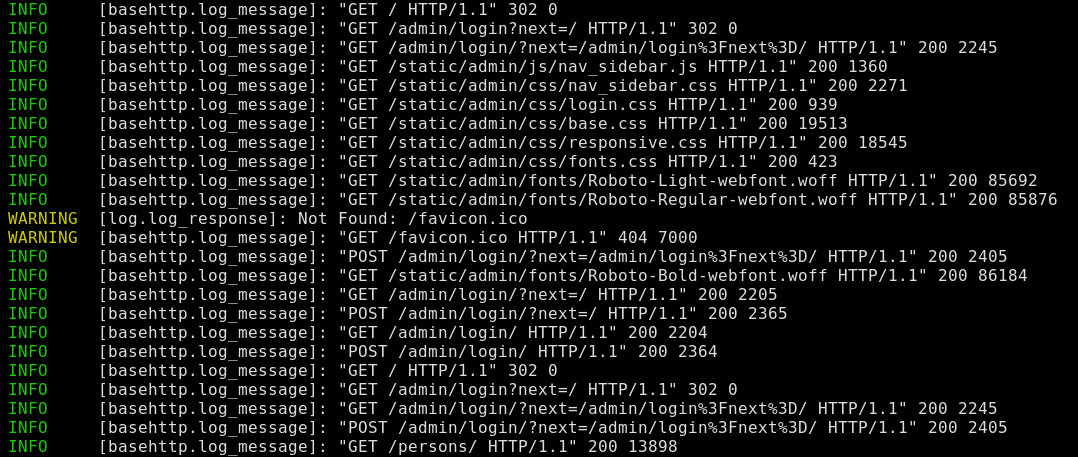 INFO [basehttp.log_message]: "GET / HTTP/1.1" 302 0
INFO [basehttp.log_message]: "GET /admin/login?next=/ HTTP/1.1" 302 0
INFO [basehttp.log_message]: "GET /admin/login/?next=/admin/login%3Fnext%3D/ HTTP/1.1" 200 2245
INFO [basehttp.log_message]: "GET /static/admin/js/nav_sidebar.js HTTP/1.1" 200 1360
INFO [basehttp.log_message]: "GET /static/admin/css/nav_sidebar.css HTTP/1.1" 200 2271
INFO [basehttp.log_message]: "GET /static/admin/css/login.css HTTP/1.1" 200 939
INFO [basehttp.log_message]: "GET /static/admin/css/base.css HTTP/1.1" 200 19513
INFO [basehttp.log_message]: "GET /static/admin/css/responsive.css HTTP/1.1" 200 18545
INFO [basehttp.log_message]: "GET /static/admin/css/fonts.css HTTP/1.1" 200 423
INFO [basehttp.log_message]: "GET /static/admin/fonts/Roboto-Light-webfont.woff HTTP/1.1" 200 85692
INFO [basehttp.log_message]: "GET /static/admin/fonts/Roboto-Regular-webfont.woff HTTP/1.1" 200 85876
WARNING [log.log_response]: Not Found: /favicon.ico
WARNING [basehttp.log_message]: "GET /favicon.ico HTTP/1.1" 404 7000
INFO [basehttp.log_message]: "POST /admin/login/?next=/admin/login%3Fnext%3D/ HTTP/1.1" 200 2405
INFO [basehttp.log_message]: "GET /static/admin/fonts/Roboto-Bold-webfont.woff HTTP/1.1" 200 86184
INFO [basehttp.log_message]: "GET /admin/login/?next=/ HTTP/1.1" 200 2205
INFO [basehttp.log_message]: "POST /admin/login/?next=/ HTTP/1.1" 200 2365
INFO [basehttp.log_message]: "GET /admin/login/ HTTP/1.1" 200 2204
INFO [basehttp.log_message]: "POST /admin/login/ HTTP/1.1" 200 2364
INFO [basehttp.log_message]: "GET / HTTP/1.1" 302 0
INFO [basehttp.log_message]: "GET /admin/login?next=/ HTTP/1.1" 302 0
INFO [basehttp.log_message]: "GET /admin/login/?next=/admin/login%3Fnext%3D/ HTTP/1.1" 200 2245
INFO [basehttp.log_message]: "POST /admin/login/?next=/admin/login%3Fnext%3D/ HTTP/1.1" 200 2405
INFO [basehttp.log_message]: "GET /persons/ HTTP/1.1" 200 13898